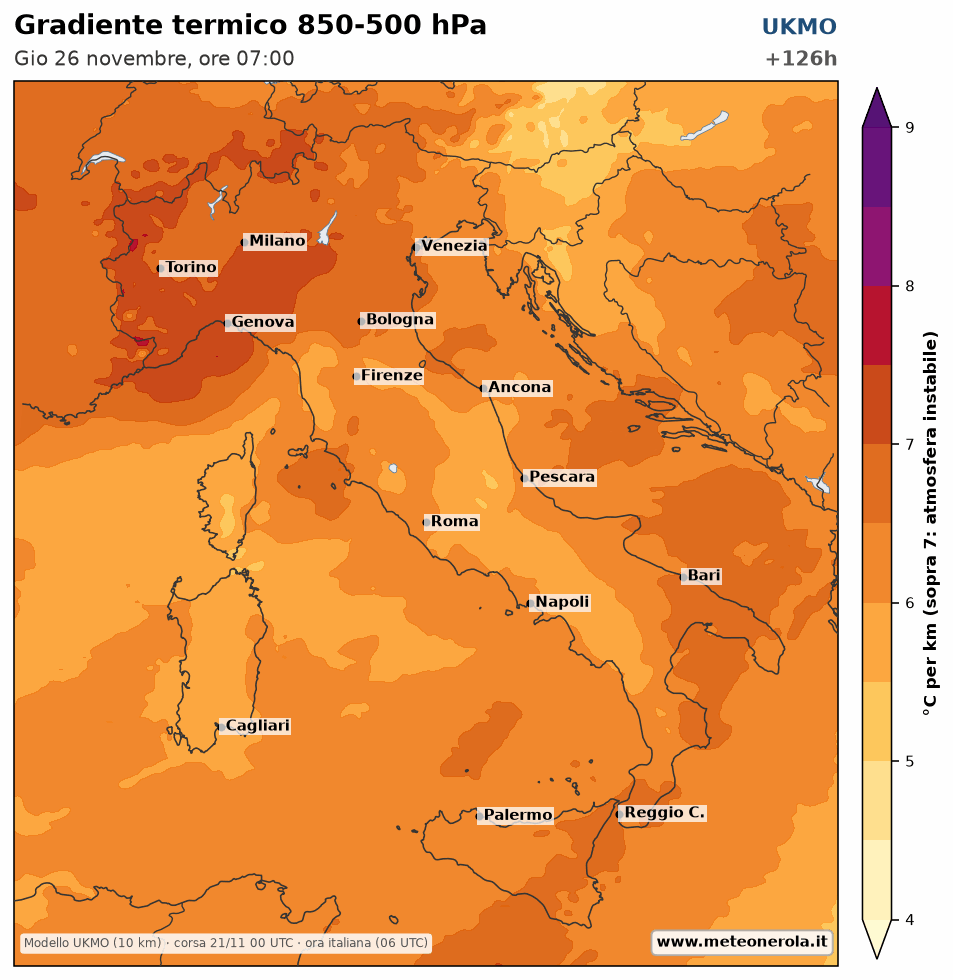 Gradiente termico 850-500 hPa
UKMO
Gio 26 novembre, ore 07:00
+126h
Milano
Venezia
Torino
Genova
Bologna
Firenze
Ancona
Pescara
Roma
Bari
Napoli
Cagliari
Palermo
Reggio C.
9
8
7
6
5
4
°C per km (sopra 7: atmosfera instabile)
Modello UKMO (10 km) · corsa 21/11 00 UTC · ora italiana (06 UTC)
www.meteonerola.it